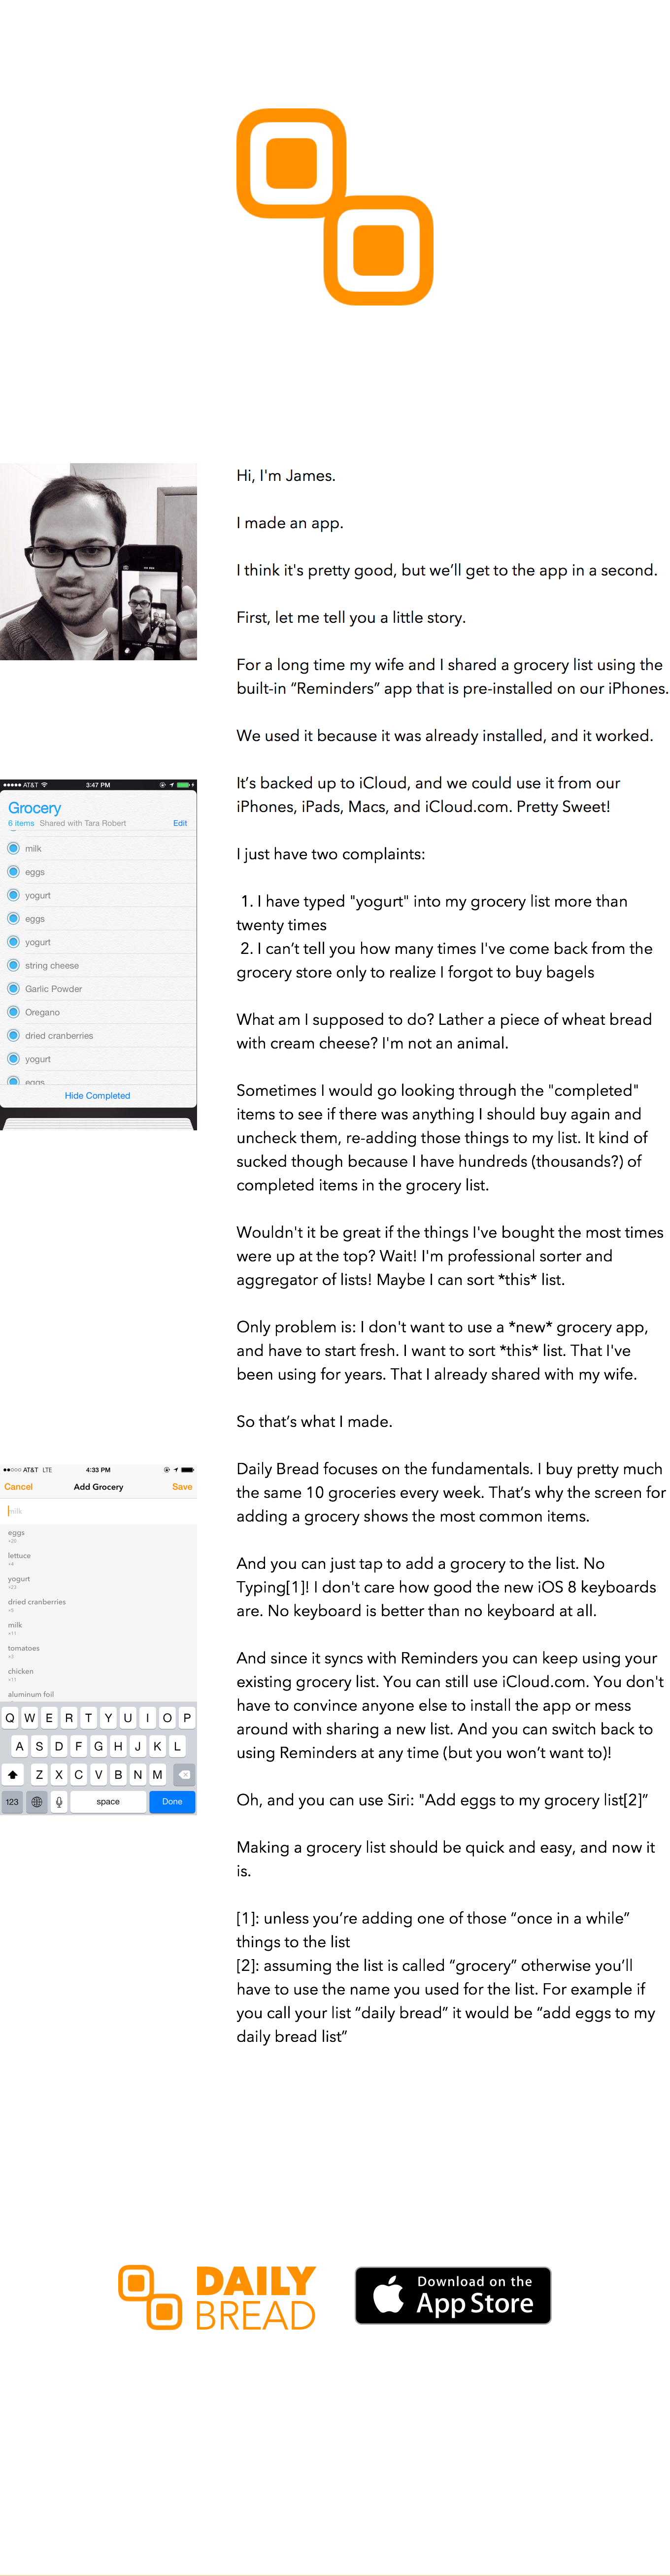 Hi, I'm James.
I made an app.
I think it's pretty good, but we’ll get to the app in a second.
First, let me tell you a little story.
For a long time my wife and I shared a grocery list using the
built-in “Reminders” app that is pre-installed on our iPhones.
We used it because it was already installed, and it worked.
AT&T 3:47 PM
Grocery
6 items Shared with Tara Robert Edit
milk
eggs
yogurt
eggs
yogurt
string cheese
Garlic Powder
Oregano
dried cranberries
yogurt
eggs
Hide Completed
It’s backed up to iCloud, and we could use it from our
iPhones, iPads, Macs, and iCloud.com. Pretty Sweet!
I just have two complaints:
1. I have typed "yogurt" into my grocery list more than
twenty times
2. I can’t tell you how many times I've come back from the
grocery store only to realize I forgot to buy bagels
What am I supposed to do? Lather a piece of wheat bread
with cream cheese? I'm not an animal.
Sometimes I would go looking through the "completed"
items to see if there was anything I should buy again and
uncheck them, re-adding those things to my list. It kind of
sucked though because I have hundreds (thousands?) of
completed items in the grocery list.
Wouldn't it be great if the things I've bought the most times
were up at the top? Wait! I'm professional sorter and
aggregator of lists! Maybe I can sort *this* list.
Only problem is: I don't want to use a *new* grocery app,
and have to start fresh. I want to sort *this* list. That I've
been using for years. That I already shared with my wife.
So that’s what I made.
AT&T LTE 4:33 PM
Cancel Add Grocery Save
milk
eggs
×20
lettuce
×4
yogurt
×23
dried cranberries
×5
milk
×11
tomatoes
×3
chicken
×11
aluminum foil
Q W E R T Y U I O P
A S D F G H J K L
Z X C V B N M
123 space Done
Daily Bread focuses on the fundamentals. I buy pretty much
the same 10 groceries every week. That’s why the screen for
adding a grocery shows the most common items.
And you can just tap to add a grocery to the list. No
Typing[1]! I don't care how good the new iOS 8 keyboards
are. No keyboard is better than no keyboard at all.
And since it syncs with Reminders you can keep using your
existing grocery list. You can still use iCloud.com. You don't
have to convince anyone else to install the app or mess
around with sharing a new list. And you can switch back to
using Reminders at any time (but you won’t want to)!
Oh, and you can use Siri: "Add eggs to my grocery list[2]”
Making a grocery list should be quick and easy, and now it
is.
[1]: unless you’re adding one of those “once in a while”
things to the list
[2]: assuming the list is called “grocery” otherwise you’ll
have to use the name you used for the list. For example if
you call your list “daily bread” it would be “add eggs to my
daily bread list”
DAILY
BREAD
Download on the
App Store